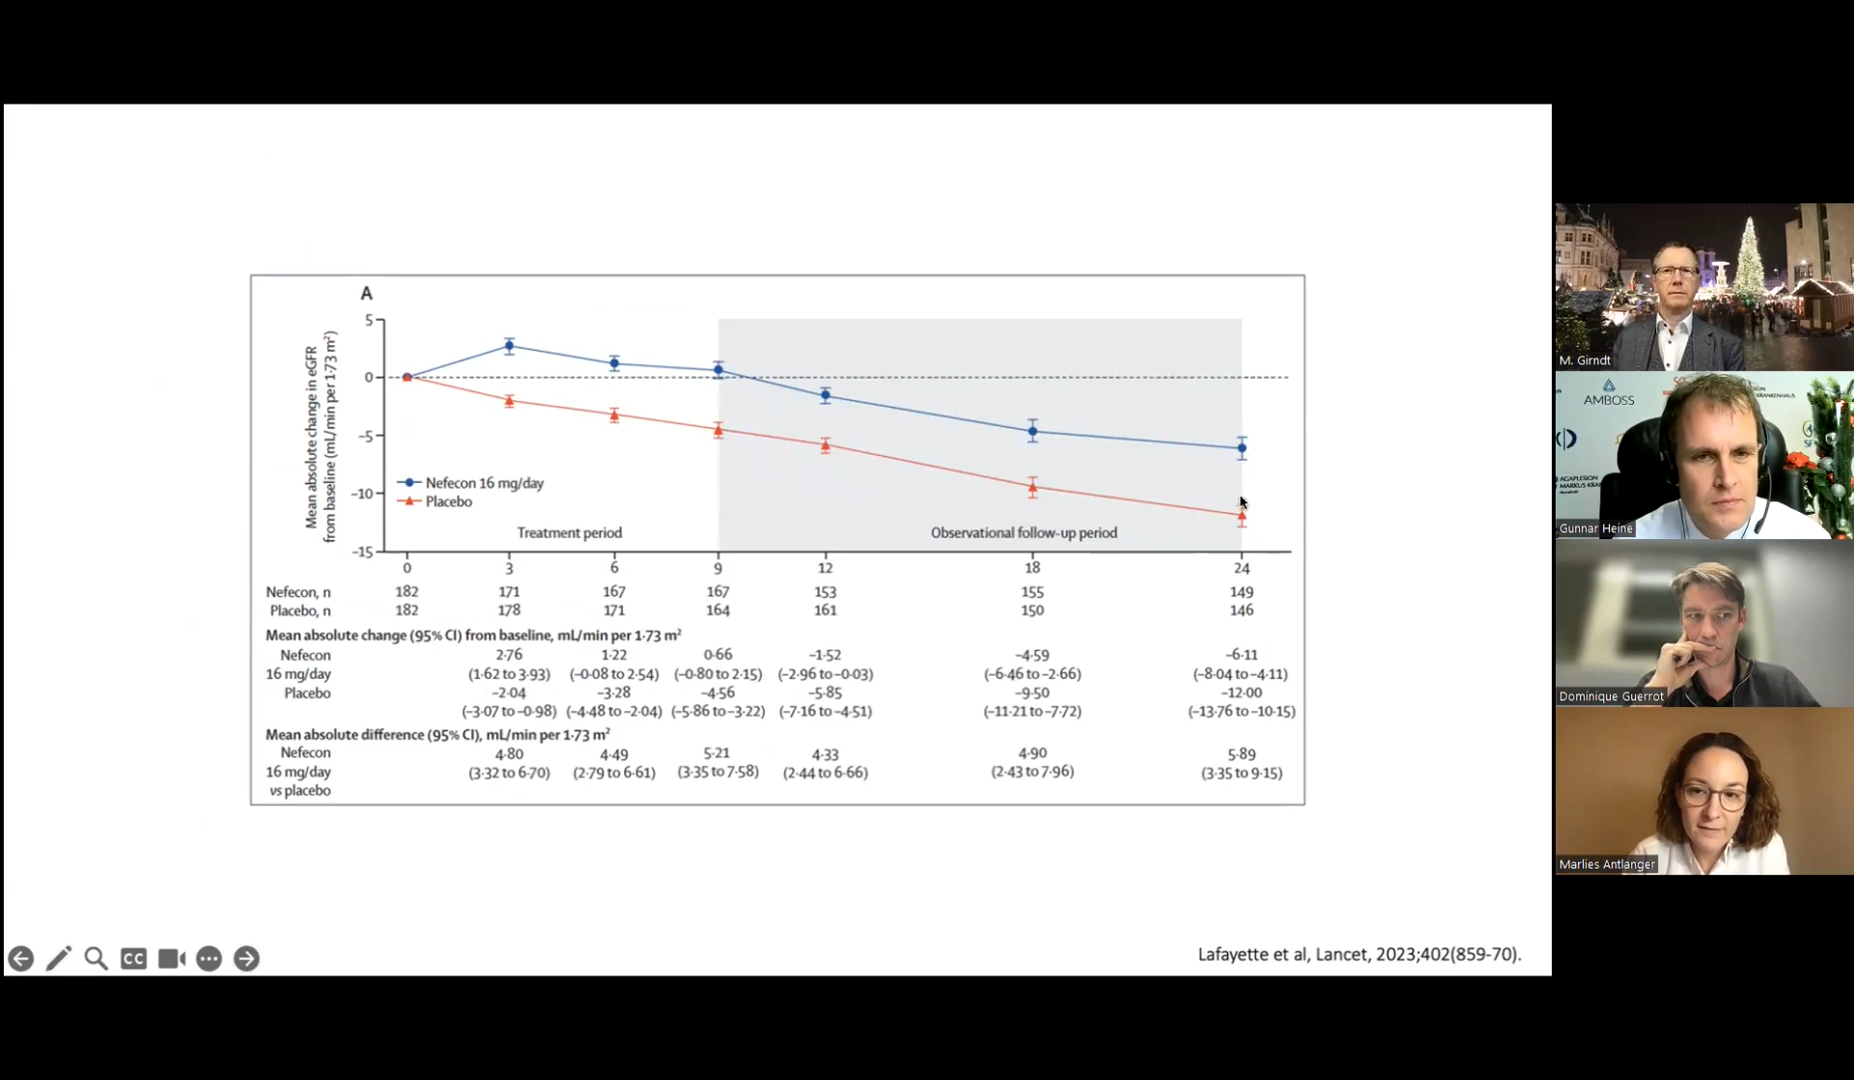 A
5
0
−5
−10
−15
Mean absolute change in eGFR
from baseline (mL/min per 1·73 m²)
Nefecon 16 mg/day
Placebo
Treatment period
Observational follow-up period
0 3 6 9 12 18 24
Nefecon, n 182 171 167 167 153 155 149
Placebo, n 182 178 171 164 161 150 146
Mean absolute change (95% CI) from baseline, mL/min per 1·73 m²
Nefecon 2·76 1·22 0·66 −1·52 −4·59 −6·11
16 mg/day (1·62 to 3·93) (−0·08 to 2·54) (−0·80 to 2·15) (−2·96 to −0·03) (−6·46 to −2·66) (−8·04 to −4·11)
Placebo −2·04 −3·28 −4·56 −5·85 −9·50 −12·00
(−3·07 to −0·98) (−4·48 to −2·04) (−5·86 to −3·22) (−7·16 to −4·51) (−11·21 to −7·72) (−13·76 to −10·15)
Mean absolute difference (95% CI), mL/min per 1·73 m²
Nefecon 4·80 4·49 5·21 4·33 4·90 5·89
16 mg/day (3·32 to 6·70) (2·79 to 6·61) (3·35 to 7·58) (2·44 to 6·66) (2·43 to 7·96) (3·35 to 9·15)
vs placebo
Lafayette et al, Lancet, 2023;402(859-70).
CC
M. Girndt
AMBOSS
KRANKENHAUS
AGAPLESION
Gunnar Heine
Dominique Guerrot
Marlies Antlanger